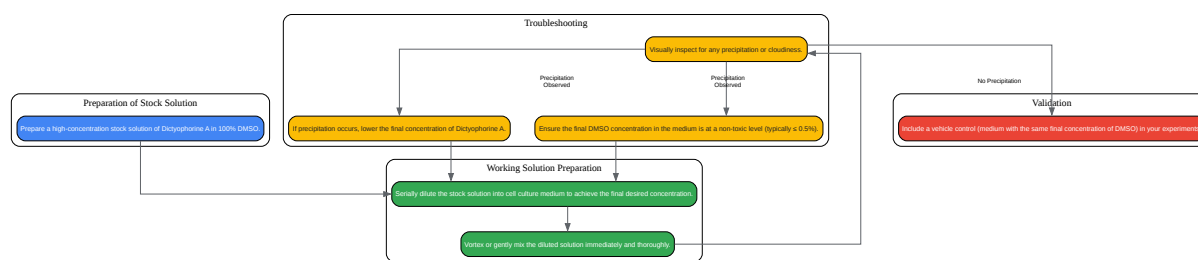 Troubleshooting
Visually inspect for any precipitation or cloudiness.
Precipitation
Observed
Precipitation
Observed
No Precipitation
Preparation of Stock Solution
Prepare a high-concentration stock solution of Dictyophorine A in 100% DMSO.
If precipitation occurs, lower the final concentration of Dictyophorine A.
Ensure the final DMSO concentration in the medium is at a non-toxic level (typically ≤ 0.5%).
Validation
Include a vehicle control (medium with the same final concentration of DMSO) in your experiment
Working Solution Preparation
Serially dilute the stock solution into cell culture medium to achieve the final desired concentration.
Vortex or gently mix the diluted solution immediately and thoroughly.